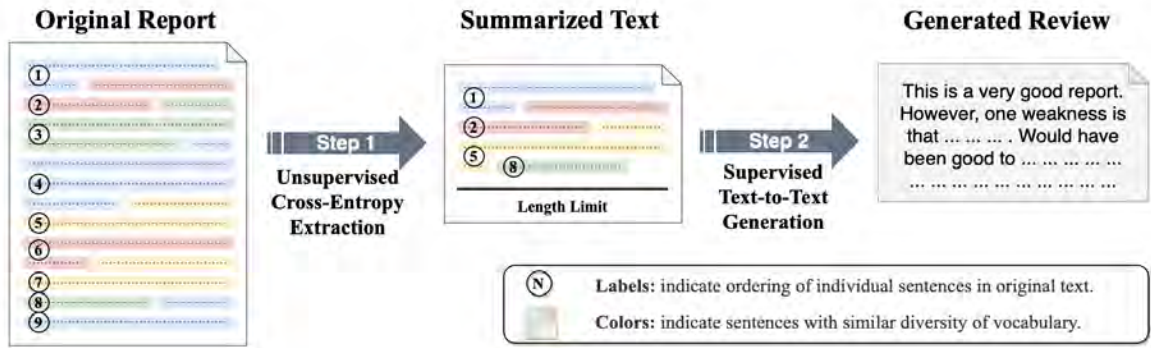 Original Report
Summarized Text
Generated Review
1
2
3
4
5
6
7
8
9
Step 1
Unsupervised
Cross-Entropy
Extraction
1
2
5
8
Length Limit
Step 2
Supervised
Text-to-Text
Generation
This is a very good report.
However, one weakness is
that ... ... ... . Would have
been good to ... ... ... ... ...
... ... ... ... ... ... ... ... ... ...
N
Labels: indicate ordering of individual sentences in original text.
Colors: indicate sentences with similar diversity of vocabulary.